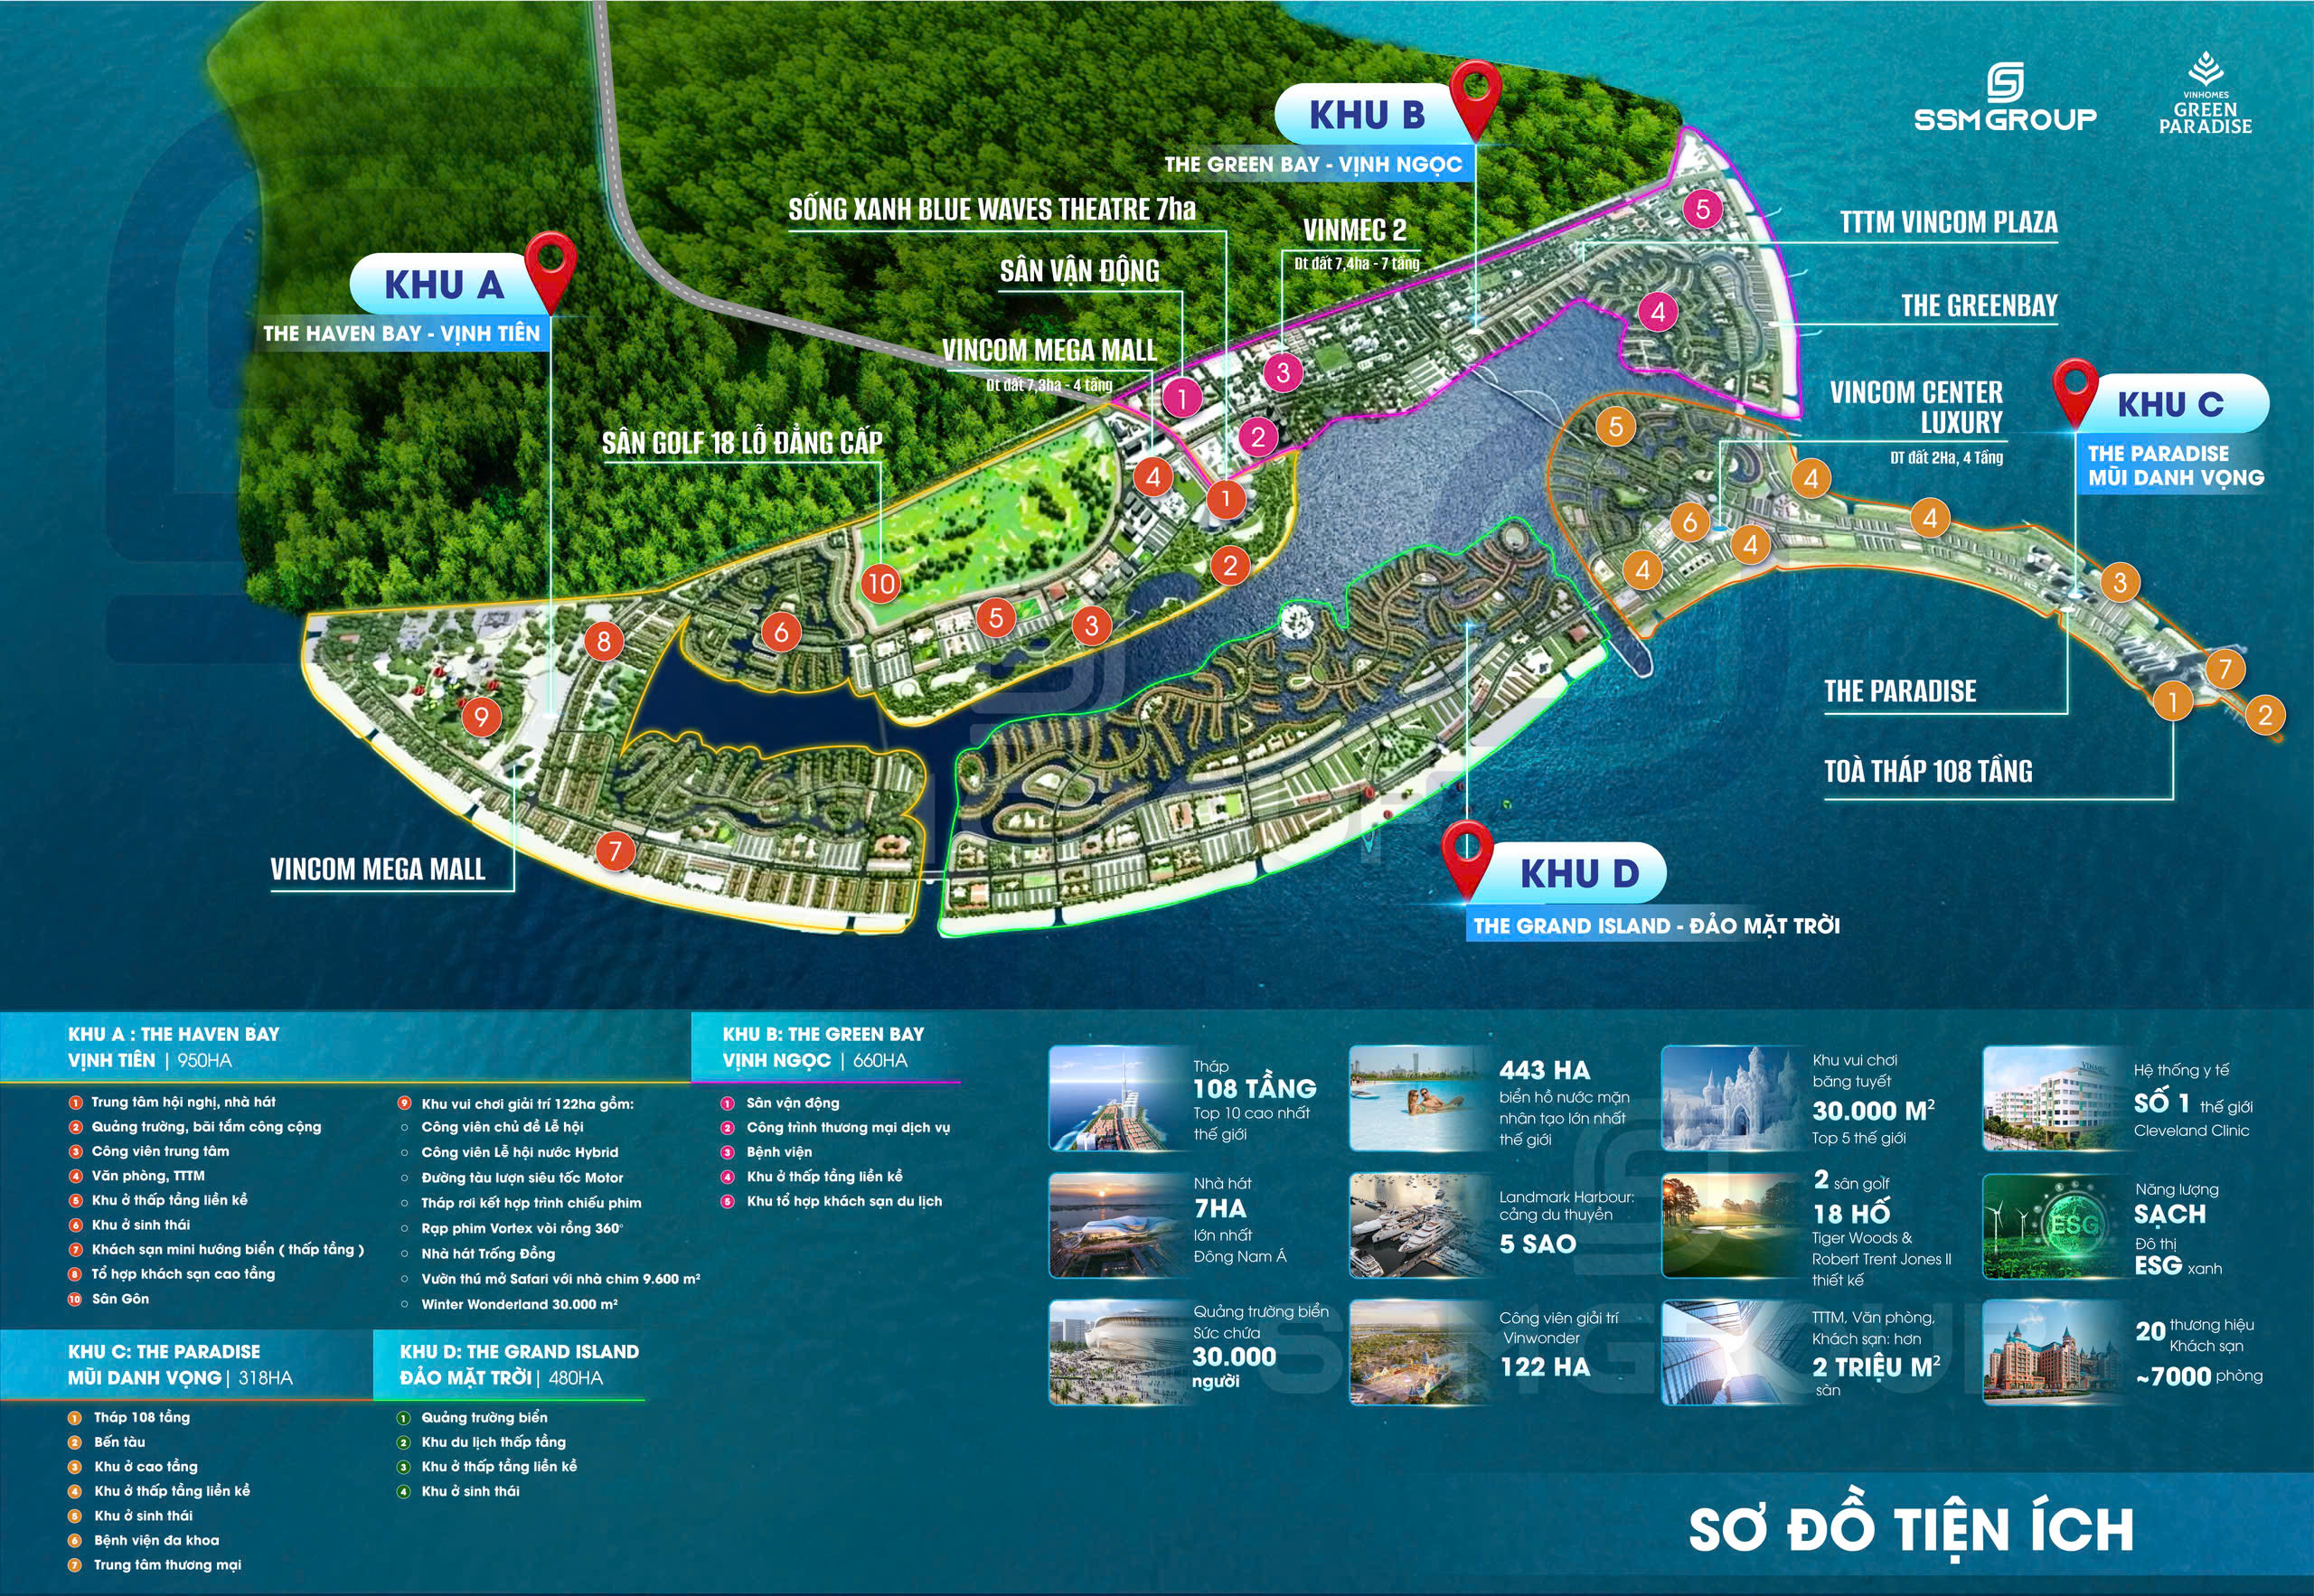 SSM GROUP
VINHOMES
GREEN
PARADISE
KHU B
THE GREEN BAY - VỊNH NGỌC
SỐNG XANH BLUE WAVES THEATRE 7ha
VINMEC 2
Dt đất 7,4ha - 7 tầng
TTTM VINCOM PLAZA
SÂN VẬN ĐỘNG
KHU A
THE HAVEN BAY - VỊNH TIÊN
THE GREENBAY
VINCOM MEGA MALL
Dt đất 7,3ha - 4 tầng
VINCOM CENTER
LUXURY
DT đất 2Ha, 4 Tầng
KHU C
THE PARADISE
MŨI DANH VỌNG
SÂN GOLF 18 LỖ ĐẲNG CẤP
5
4
3
1
2
4
1
2
10
5
3
6
8
9
7
5
4
4
6
4
4
3
7
1
2
THE PARADISE
TOÀ THÁP 108 TẦNG
VINCOM MEGA MALL
KHU D
THE GRAND ISLAND - ĐẢO MẶT TRỜI
KHU A : THE HAVEN BAY
VỊNH TIÊN | 950HA
1 Trung tâm hội nghị, nhà hát
2 Quảng trường, bãi tắm công cộng
3 Công viên trung tâm
4 Văn phòng, TTTM
5 Khu ở thấp tầng liền kề
6 Khu ở sinh thái
7 Khách sạn mini hướng biển ( thấp tầng )
8 Tổ hợp khách sạn cao tầng
10 Sân Gôn
9 Khu vui chơi giải trí 122ha gồm:
Công viên chủ đề Lễ hội
Công viên Lễ hội nước Hybrid
Đường tàu lượn siêu tốc Motor
Tháp rơi kết hợp trình chiếu phim
Rạp phim Vortex vòi rồng 360°
Nhà hát Trống Đồng
Vườn thú mở Safari với nhà chim 9.600 m²
Winter Wonderland 30.000 m²
KHU B: THE GREEN BAY
VỊNH NGỌC | 660HA
1 Sân vận động
2 Công trình thương mại dịch vụ
3 Bệnh viện
4 Khu ở thấp tầng liền kề
5 Khu tổ hợp khách sạn du lịch
KHU C: THE PARADISE
MŨI DANH VỌNG | 318HA
1 Tháp 108 tầng
2 Bến tàu
3 Khu ở cao tầng
4 Khu ở thấp tầng liền kề
5 Khu ở sinh thái
6 Bệnh viện đa khoa
7 Trung tâm thương mại
KHU D: THE GRAND ISLAND
ĐẢO MẶT TRỜI | 480HA
1 Quảng trường biển
2 Khu du lịch thấp tầng
3 Khu ở thấp tầng liền kề
4 Khu ở sinh thái
Tháp
108 TẦNG
Top 10 cao nhất
thế giới
443 HA
biển hồ nước mặn
nhân tạo lớn nhất
thế giới
Khu vui chơi
băng tuyết
30.000 M²
Top 5 thế giới
VINMEC
Hệ thống y tế
SỐ 1 thế giới
Cleveland Clinic
Nhà hát
7HA
lớn nhất
Đông Nam Á
Landmark Harbour:
cảng du thuyền
5 SAO
2 sân golf
18 HỐ
Tiger Woods &
Robert Trent Jones II
thiết kế
ESG
Năng lượng
SẠCH
Đô thị
ESG xanh
Quảng trường biển
Sức chứa
30.000
người
Công viên giải trí
Vinwonder
122 HA
TTTM, Văn phòng,
Khách sạn: hơn
2 TRIỆU M²
sàn
20 thương hiệu
Khách sạn
~7000 phòng
SƠ ĐỒ TIỆN ÍCH